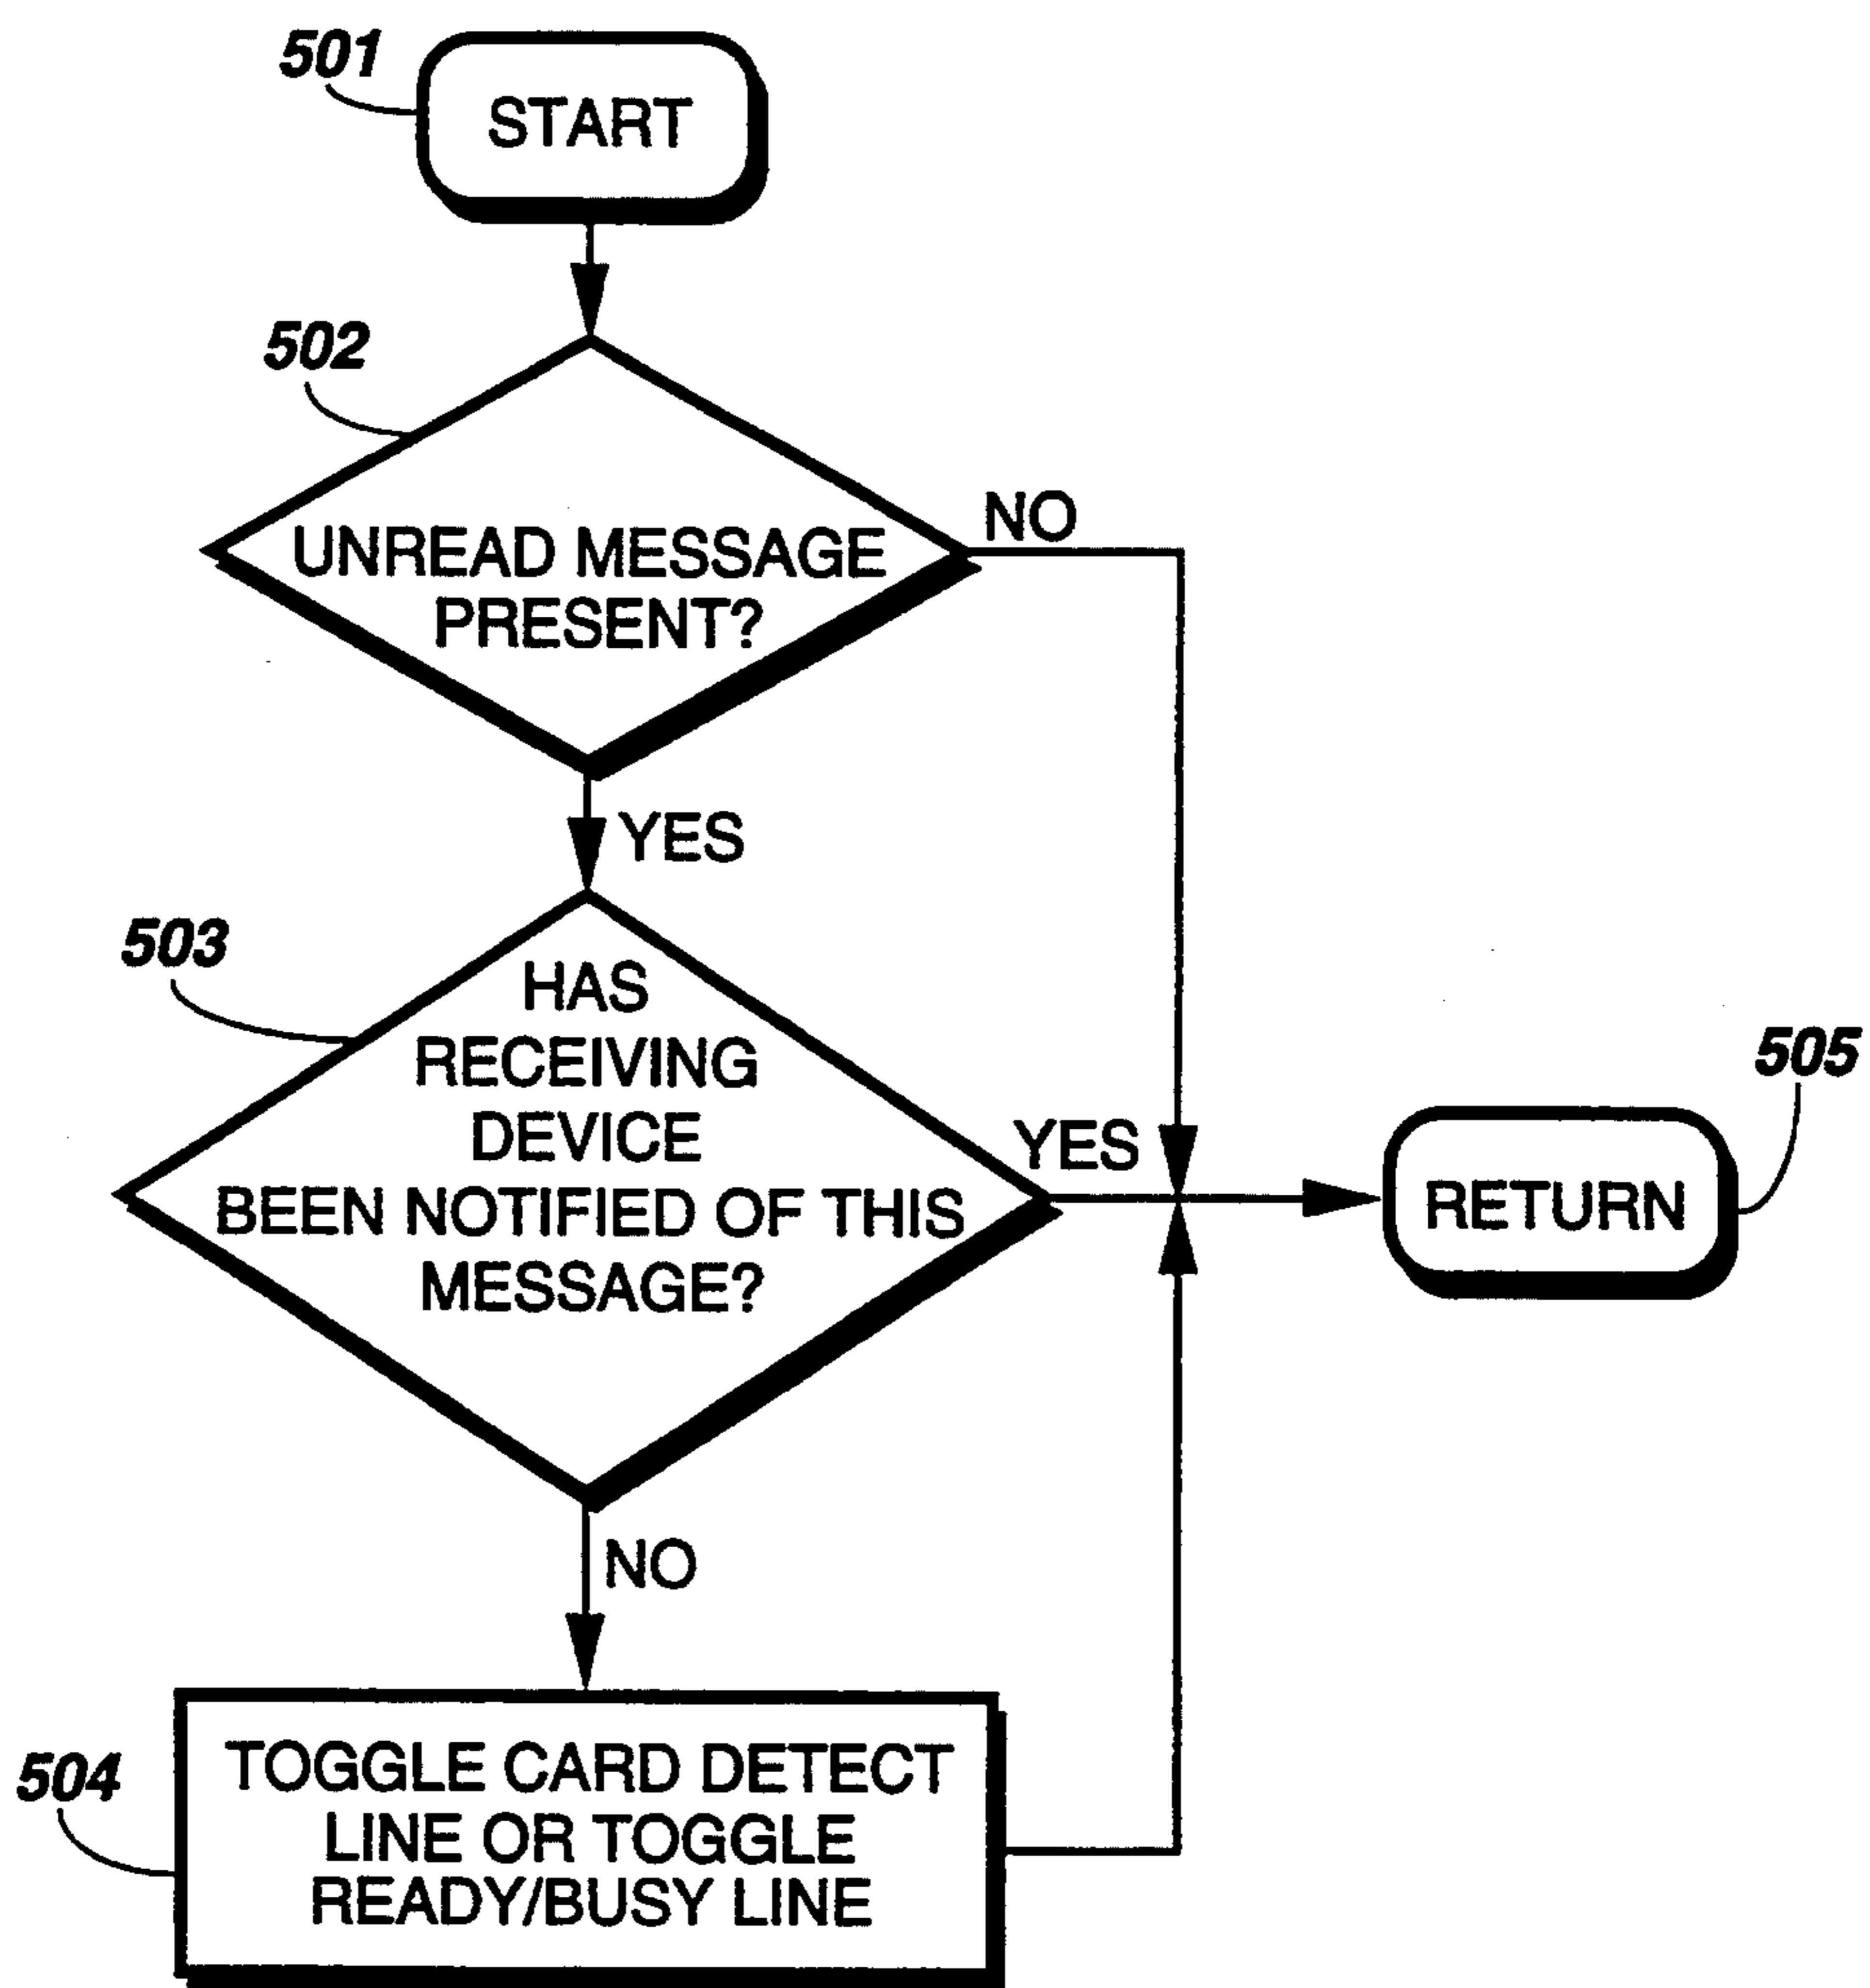 501
START
502
NO
UNREAD MESSAGE
PRESENT?
YES
503
HAS
RECEIVING
DEVICE
BEEN NOTIFIED OF THIS
MESSAGE?
YES
505
RETURN
NO
504
TOGGLE CARD DETECT
LINE OR TOGGLE
READY/BUSY LINE